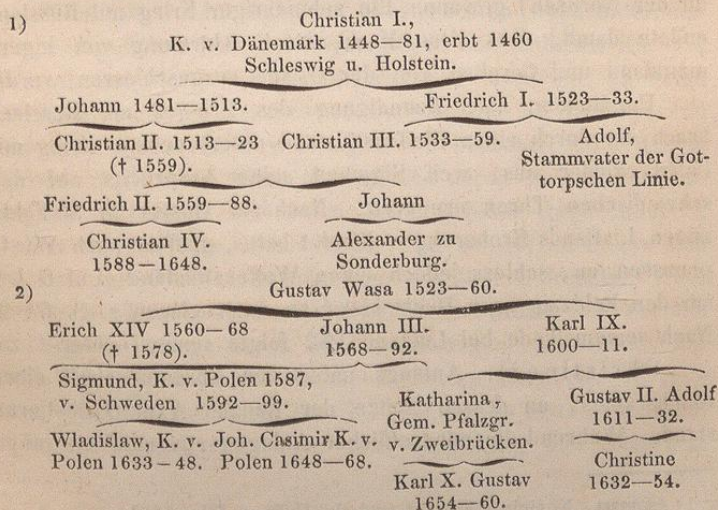 1)
Christian I.,
K. v. Dänemark 1448—81, erbt 1460
Schleswig u. Holstein.
Johann 1481—1513. Friedrich I. 1523—33.
Christian II. 1513—23 Christian III. 1533—59. Adolf,
(† 1559). Stammvater der Got-
torpschen Linie.
Friedrich II. 1559—88. Johann
Christian IV. Alexander zu
1588—1648. Sonderburg.
2)
Gustav Wasa 1523—60.
Erich XIV 1560—68 Johann III. Karl IX.
(† 1578). 1568—92. 1600—11.
Sigmund, K. v. Polen 1587,
v. Schweden 1592—99.
Katharina, Gustav II. Adolf
Gem. Pfalzgr. 1611—32.
v. Zweibrücken.
Wladislaw, K. v. Joh. Casimir K. v.
Polen 1633—48. Polen 1648—68.
Christine
1632—54.
Karl X. Gustav
1654—60.